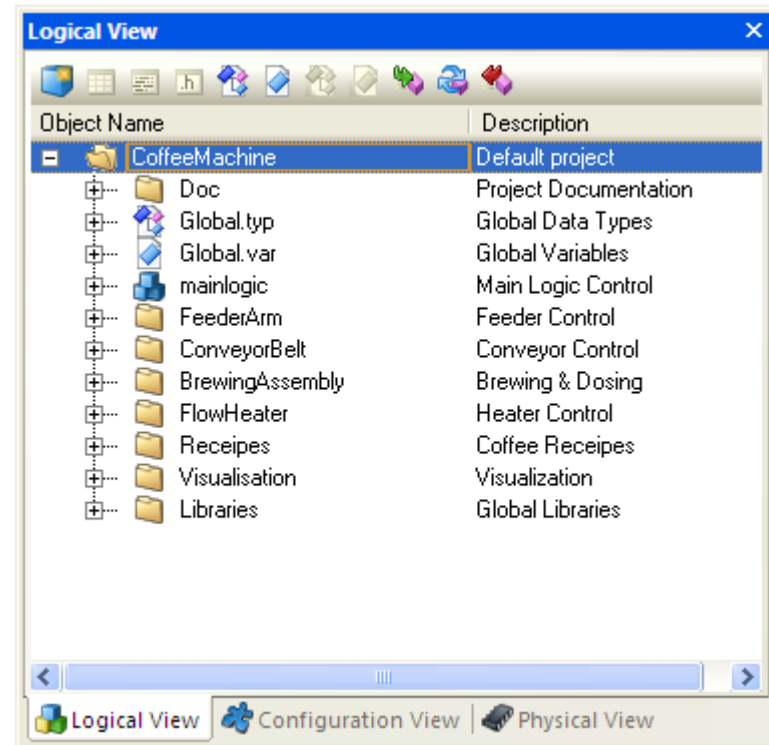 Logical View
.h
Object Name Description
CoffeeMachine Default project
Doc Project Documentation
Global.typ Global Data Types
Global.var Global Variables
mainlogic Main Logic Control
FeederArm Feeder Control
ConveyorBelt Conveyor Control
BrewingAssembly Brewing & Dosing
FlowHeater Heater Control
Receipes Coffee Receipes
Visualisation Visualization
Libraries Global Libraries
Logical View Configuration View Physical View